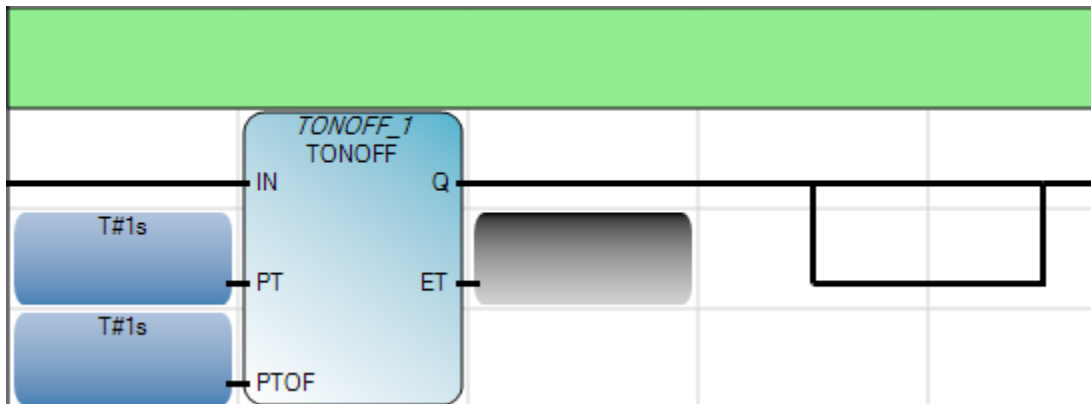 TONOFF_1
TONOFF
IN Q
T#1s
PT ET
T#1s
PTOF